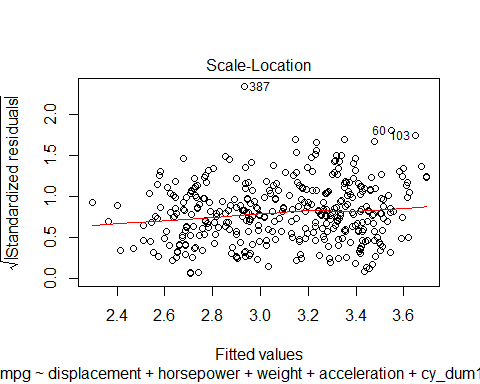 Scale-Location
√|Standardized residuals|
2.0
1.5
1.0
0.5
0.0
387
60
103
2.4 2.6 2.8 3.0 3.2 3.4 3.6
Fitted values
mpg ~ displacement + horsepower + weight + acceleration + cy_dum1